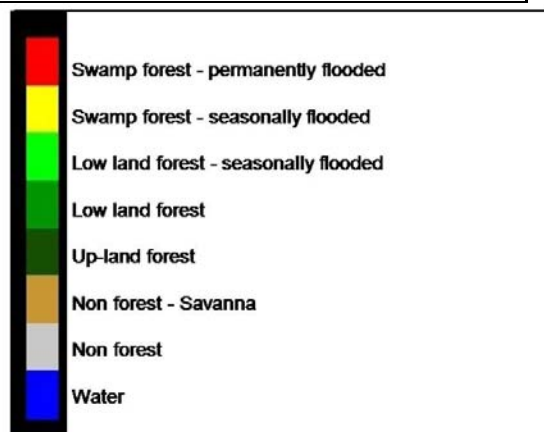 Swamp forest - permanently flooded
Swamp forest - seasonally flooded
Low land forest - seasonally flooded
Low land forest
Up-land forest
Non forest - Savanna
Non forest
Water